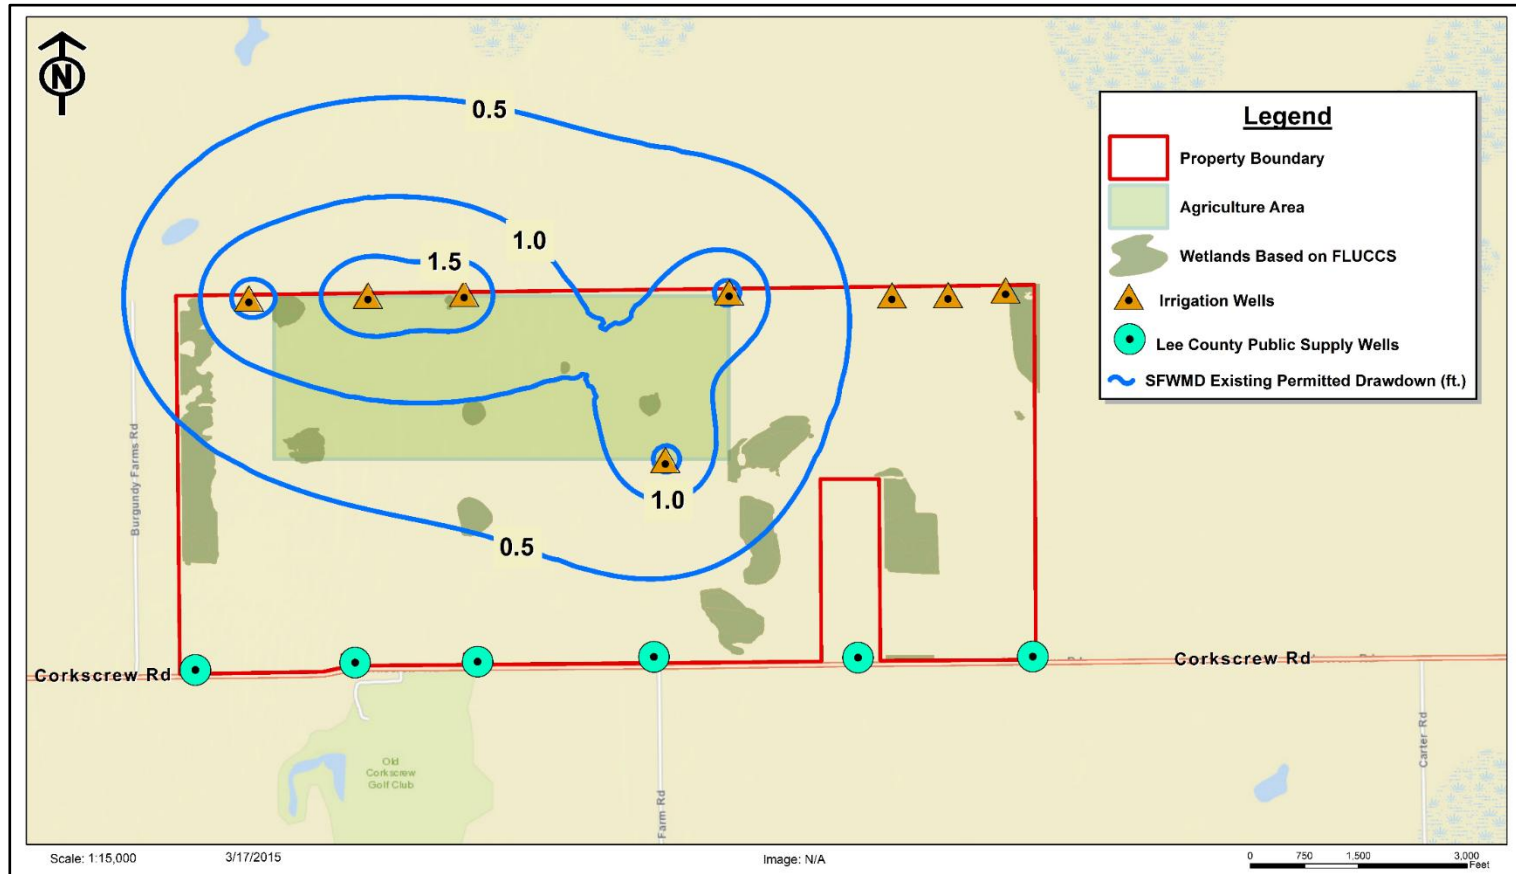 N
0.5
1.0
1.5
1.0
0.5
Legend
Property Boundary
Agriculture Area
Wetlands Based on FLUCCS
Irrigation Wells
Lee County Public Supply Wells
SFWMD Existing Permitted Drawdown (ft.)
Burgundy Farms Rd
Corkscrew Rd
Corkscrew Rd
Old
Corkscrew
Golf Club
Farm Rd
Carter Rd
Scale: 1:15,000
3/17/2015
Image: N/A
0 750 1,500 3,000
Feet